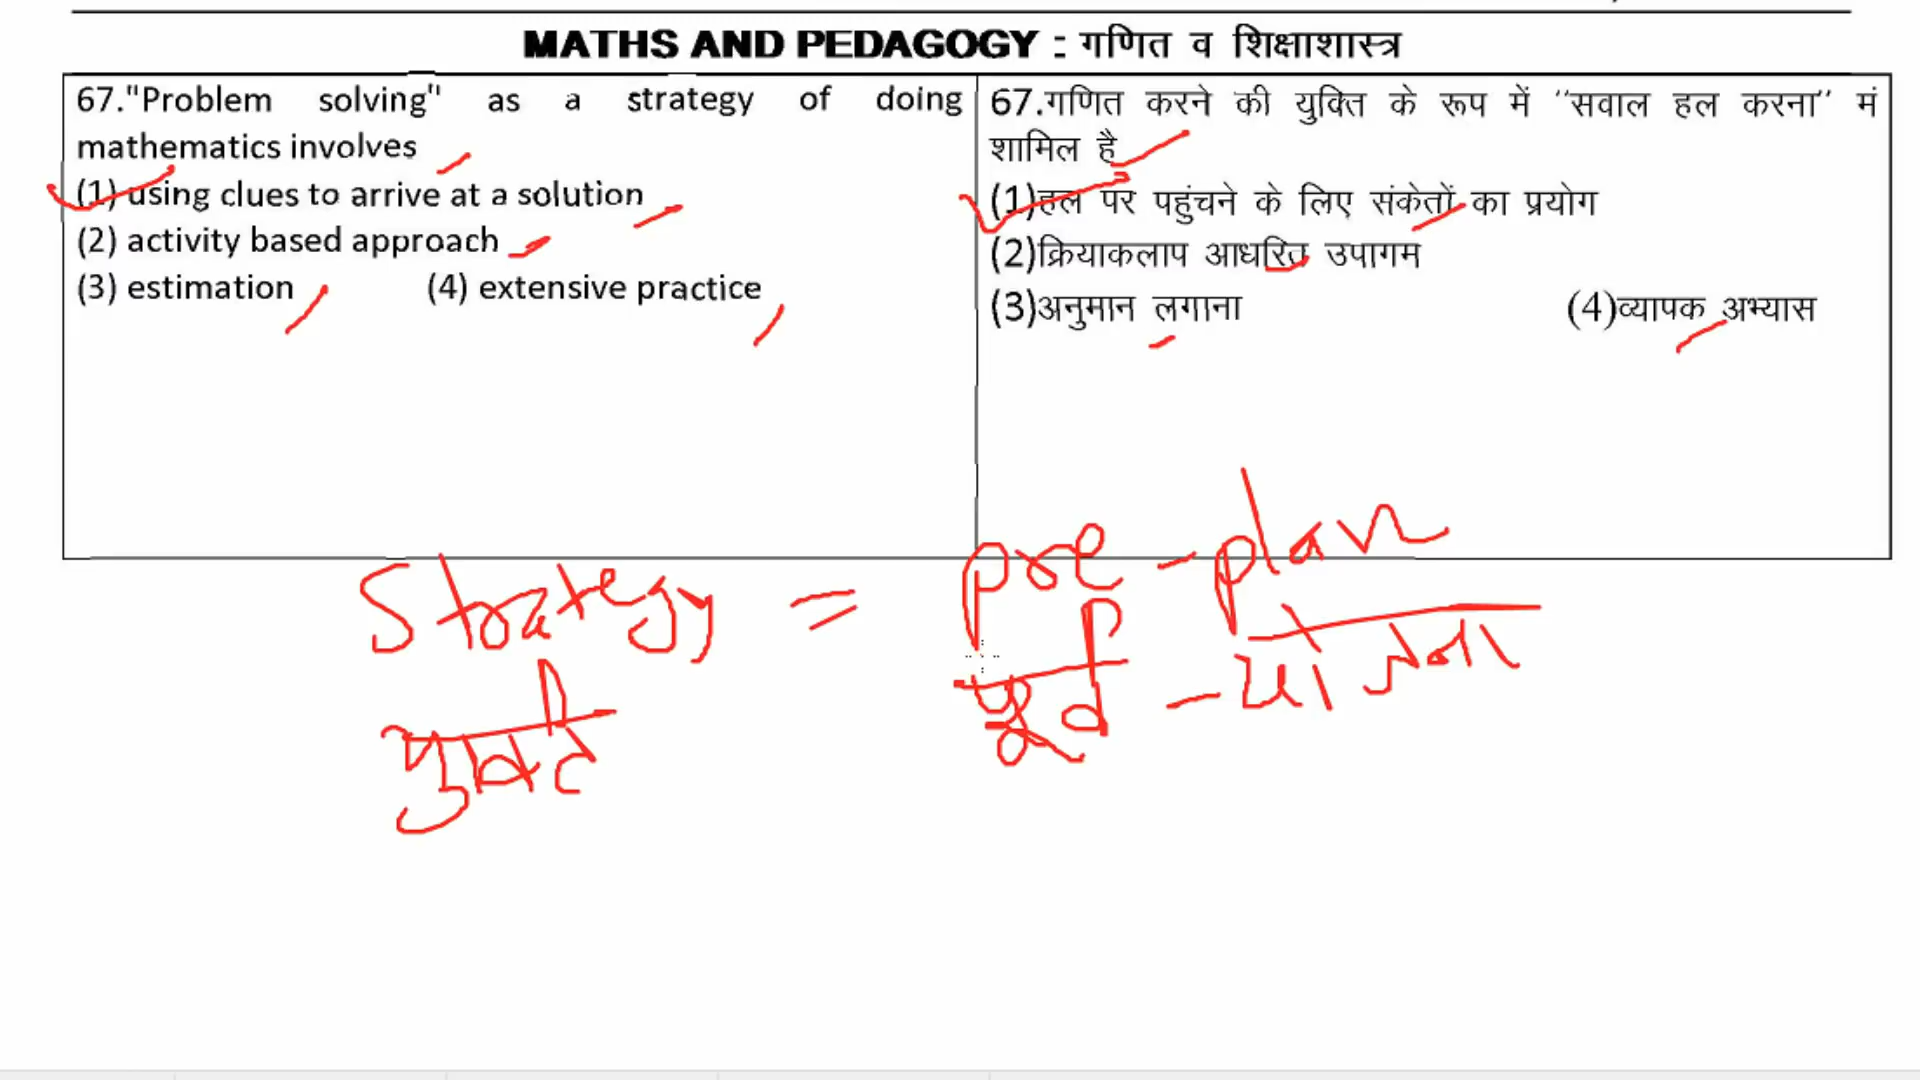 MATHS AND PEDAGOGY : गणित व शिक्षाशास्त्र
67."Problem solving" as a strategy of doing
mathematics involves
(1) using clues to arrive at a solution
(2) activity based approach
(3) estimation (4) extensive practice
67.गणित करने की युक्ति के रूप में ''सवाल हल करना'' मं
शामिल है
(1)हल पर पहुंचने के लिए संकेतों का प्रयोग
(2)क्रियाकलाप आधरित उपागम
(3)अनुमान लगाना (4)व्यापक अभ्यास
Strategy = pre - plan